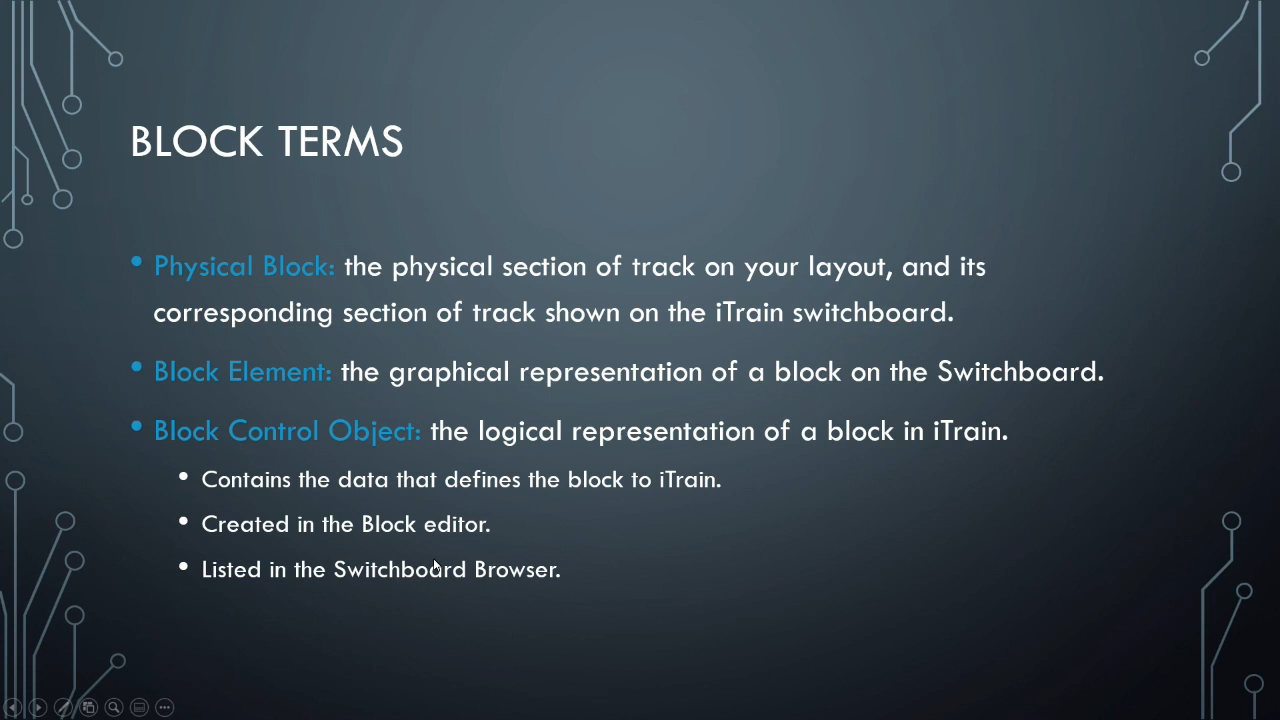 BLOCK TERMS
• Physical Block: the physical section of track on your layout, and its
corresponding section of track shown on the iTrain switchboard.
• Block Element: the graphical representation of a block on the Switchboard.
• Block Control Object: the logical representation of a block in iTrain.
• Contains the data that defines the block to iTrain.
• Created in the Block editor.
• Listed in the Switchboard Browser.